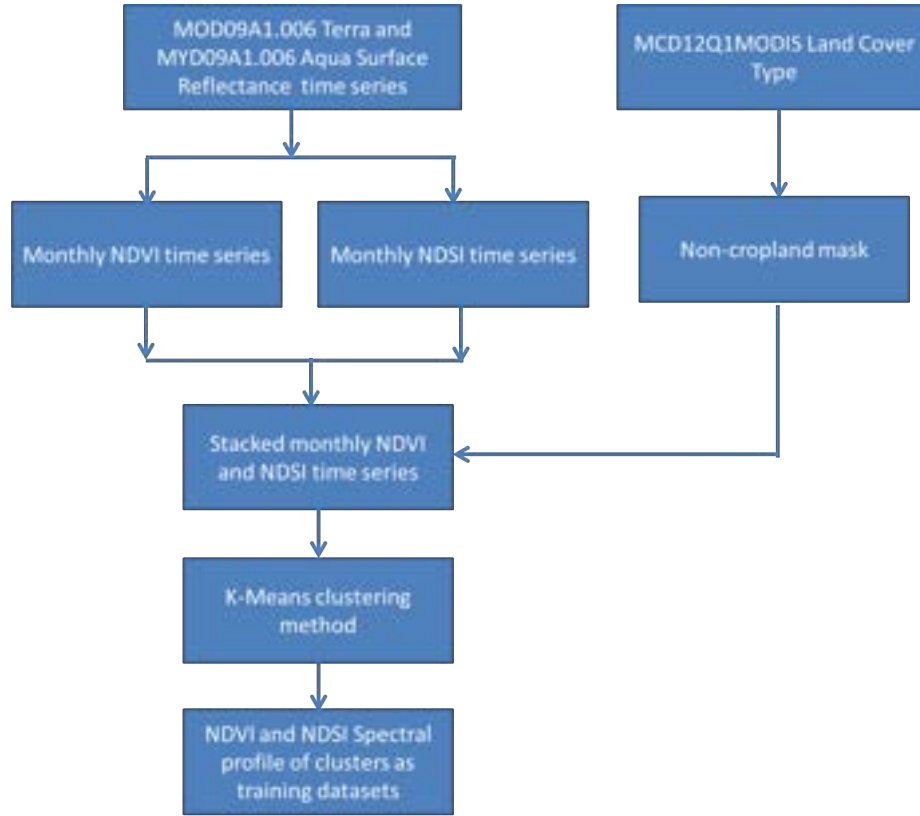 MOD09A1.006 Terra and
MYD09A1.006 Aqua Surface
Reflectance time series
MCD12Q1MODIS Land Cover
Type
Monthly NDVI time series
Monthly NDSI time series
Non-cropland mask
Stacked monthly NDVI
and NDSI time series
K-Means clustering
method
NDVI and NDSI Spectral
profile of clusters as
training datasets